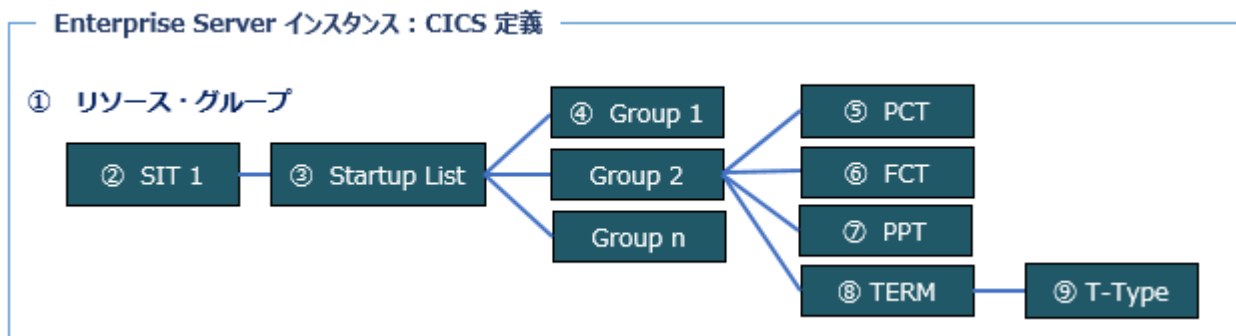 Enterprise Server インスタンス：CICS 定義
① リソース・グループ
② SIT 1
③ Startup List
④ Group 1
Group 2
Group n
⑤ PCT
⑥ FCT
⑦ PPT
⑧ TERM
⑨ T-Type